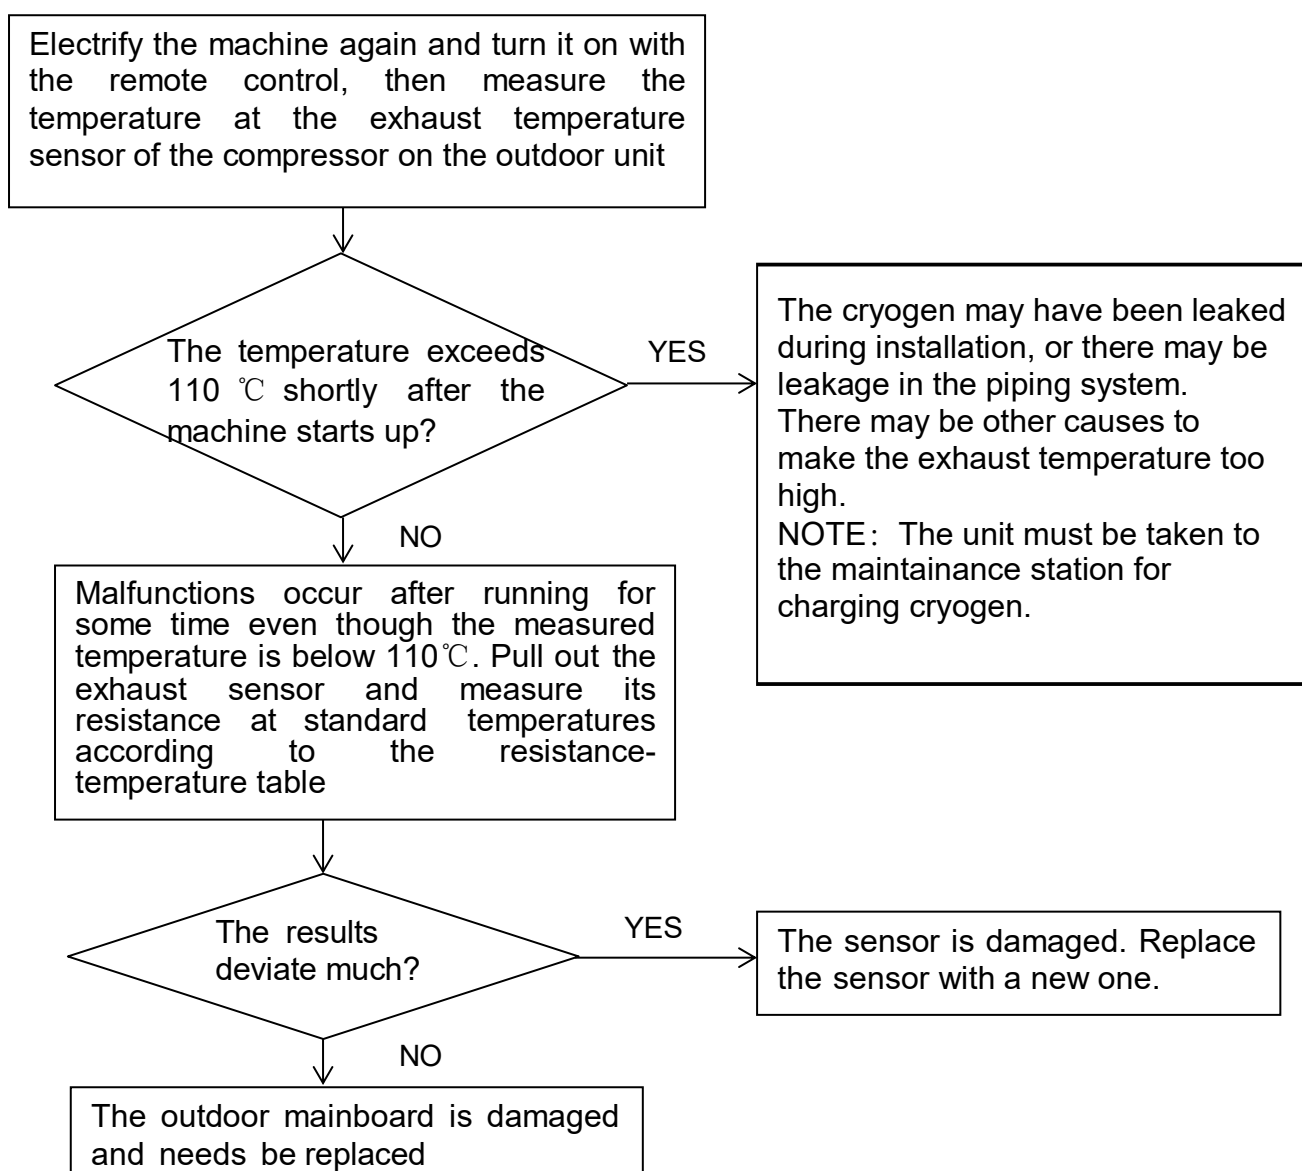 Electrify the machine again and turn it on with
the remote control, then measure the
temperature at the exhaust temperature
sensor of the compressor on the outdoor unit
The temperature exceeds
110 ℃ shortly after the
machine starts up?
YES
The cryogen may have been leaked
during installation, or there may be
leakage in the piping system.
There may be other causes to
make the exhaust temperature too
high.
NOTE： The unit must be taken to
the maintainance station for
charging cryogen.
NO
Malfunctions occur after running for
some time even though the measured
temperature is below 110℃. Pull out the
exhaust sensor and measure its
resistance at standard temperatures
according to the resistance-
temperature table
The results
deviate much?
YES
The sensor is damaged. Replace
the sensor with a new one.
NO
The outdoor mainboard is damaged
and needs be replaced